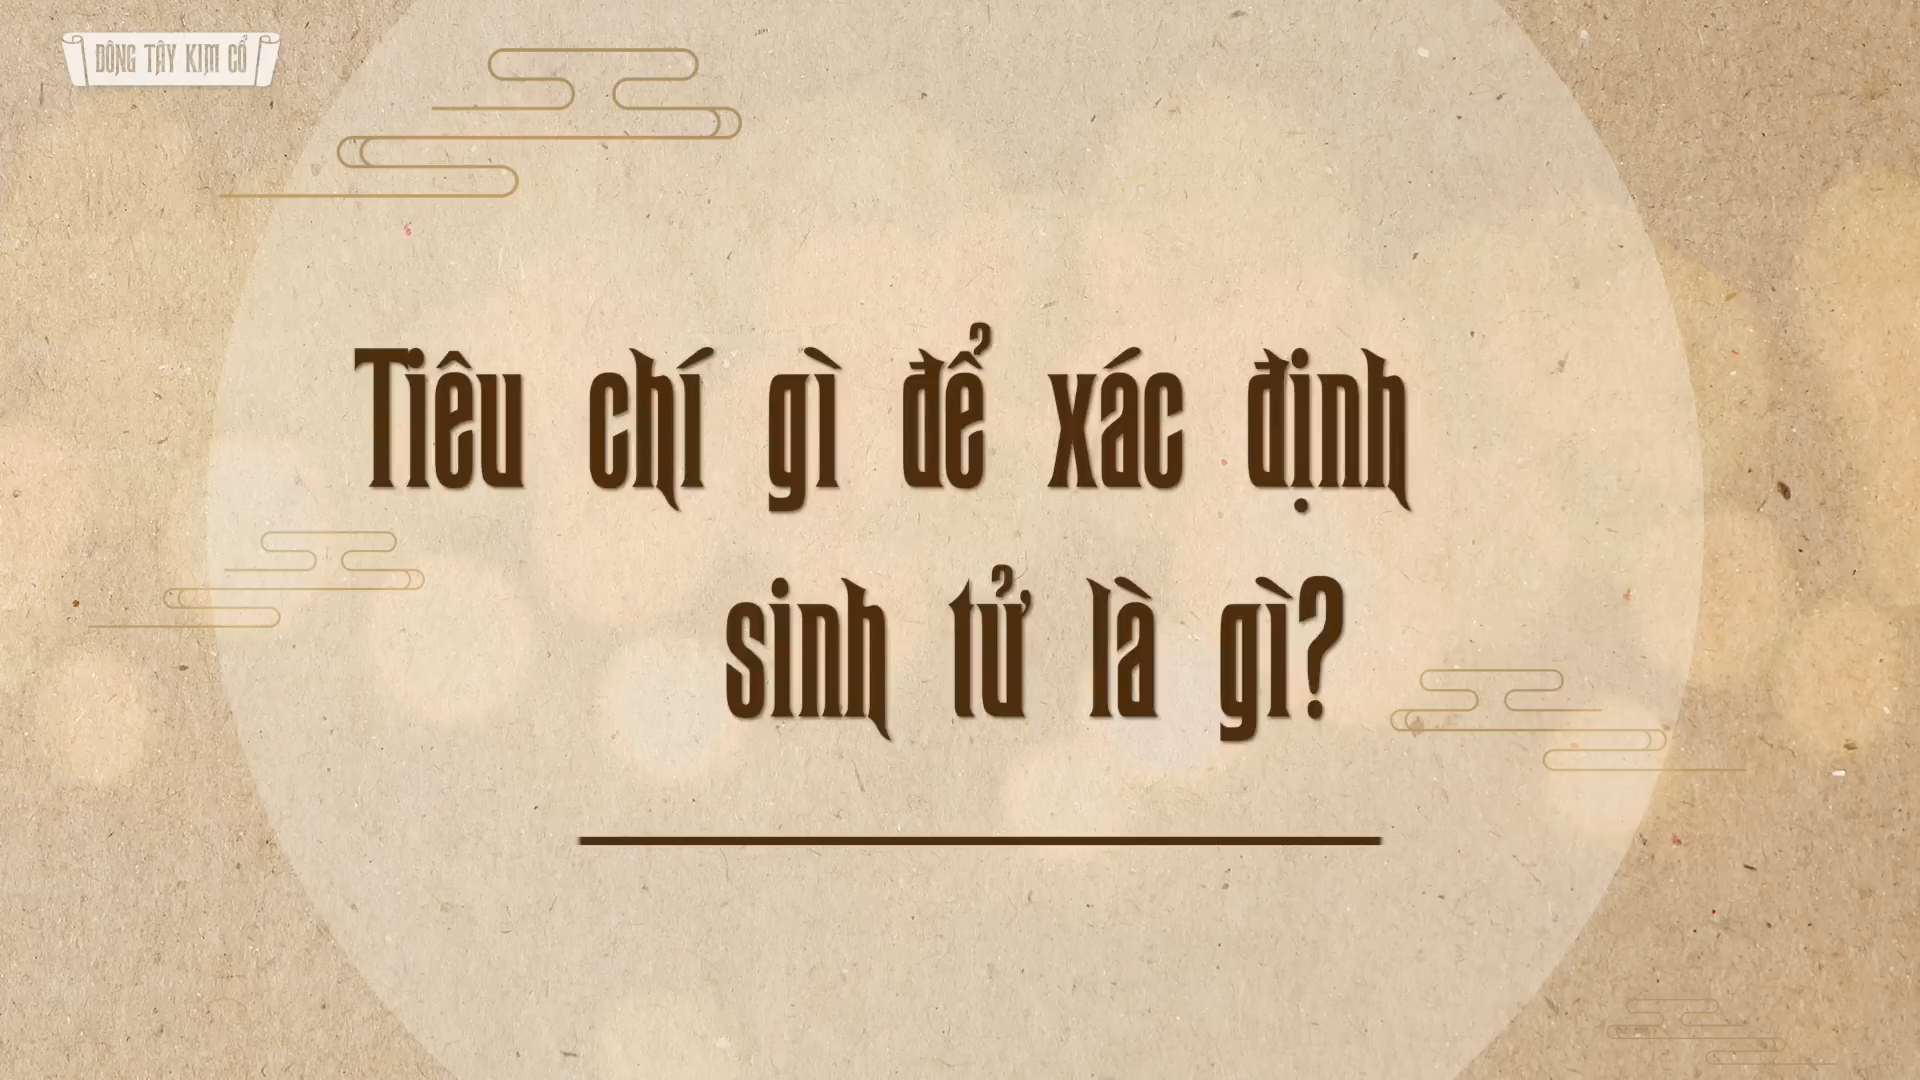 ĐÔNG TÂY KIM CỔ
Tiêu chí gì để xác định
sinh tử là gì?